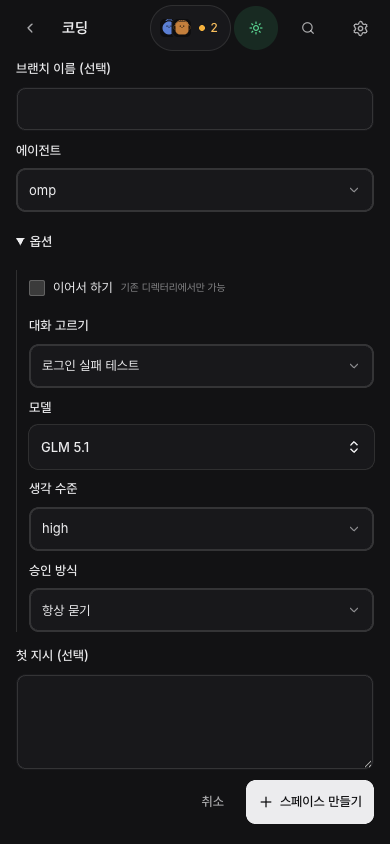 코딩
2
브랜치 이름 (선택)
에이전트
omp
▼ 옵션
이어서 하기 기존 디렉터리에서만 가능
대화 고르기
로그인 실패 테스트
모델
GLM 5.1
생각 수준
high
승인 방식
항상 묻기
첫 지시 (선택)
취소
+ 스페이스 만들기